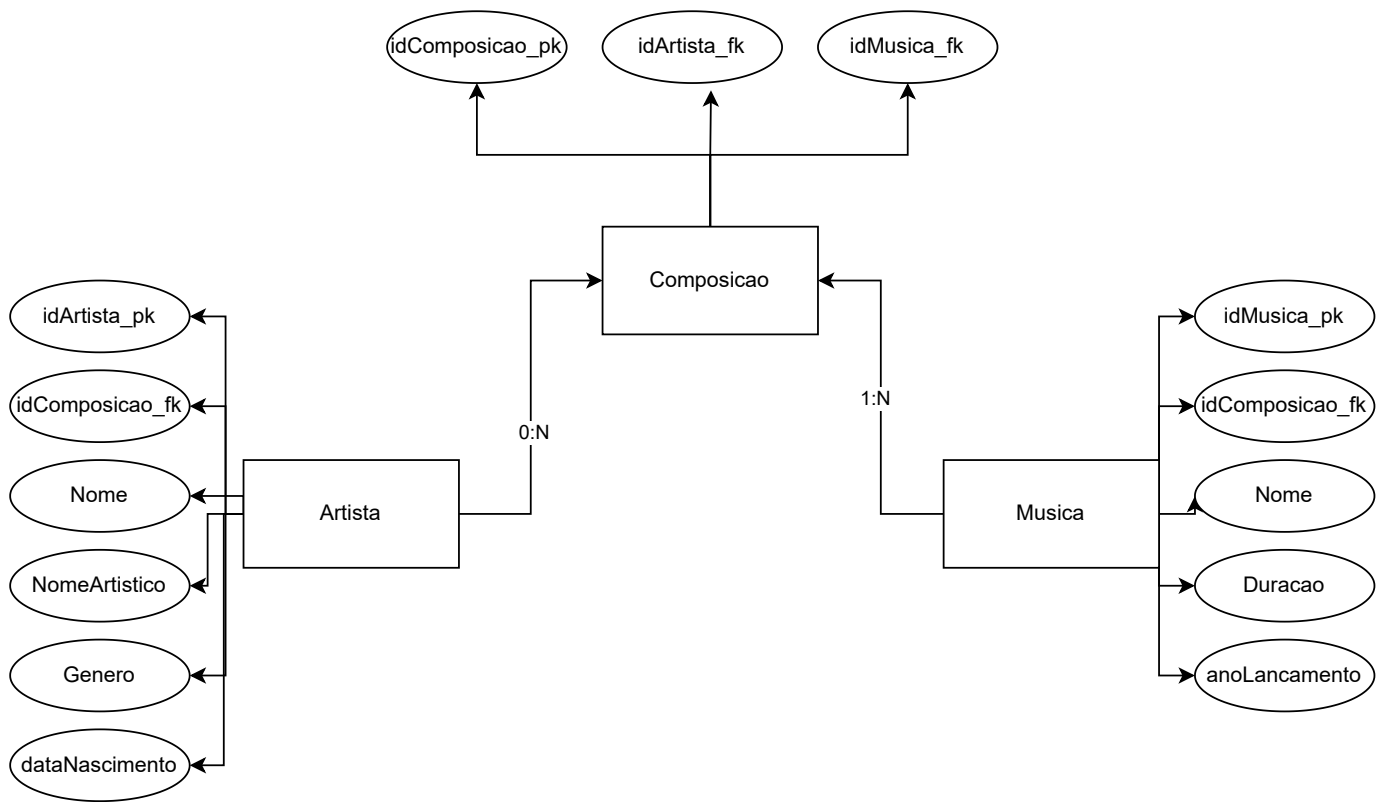 idComposicao_pk
idArtista_fk
idMusica_fk
Composicao
idArtista_pk
idComposicao_fk
Nome
NomeArtistico
Genero
dataNascimento
Artista
0:N
1:N
Musica
idMusica_pk
idComposicao_fk
Nome
Duracao
anoLancamento